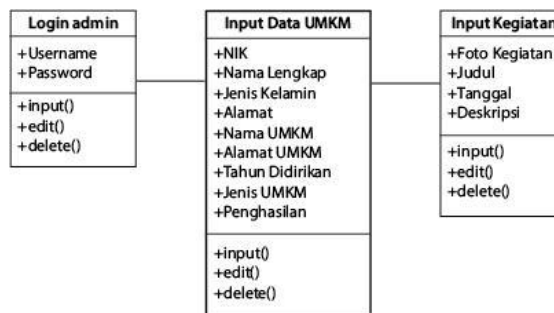 Login admin
+Username
+Password
+input()
+edit()
+delete()
Input Data UMKM
+NIK
+Nama Lengkap
+Jenis Kelamin
+Alamat
+Nama UMKM
+Alamat UMKM
+Tahun Didirikan
+Jenis UMKM
+Penghasilan
+input()
+edit()
+delete()
Input Kegiatan
+Foto Kegiatan
+Judul
+Tanggal
+Deskripsi
+input()
+edit()
+delete()